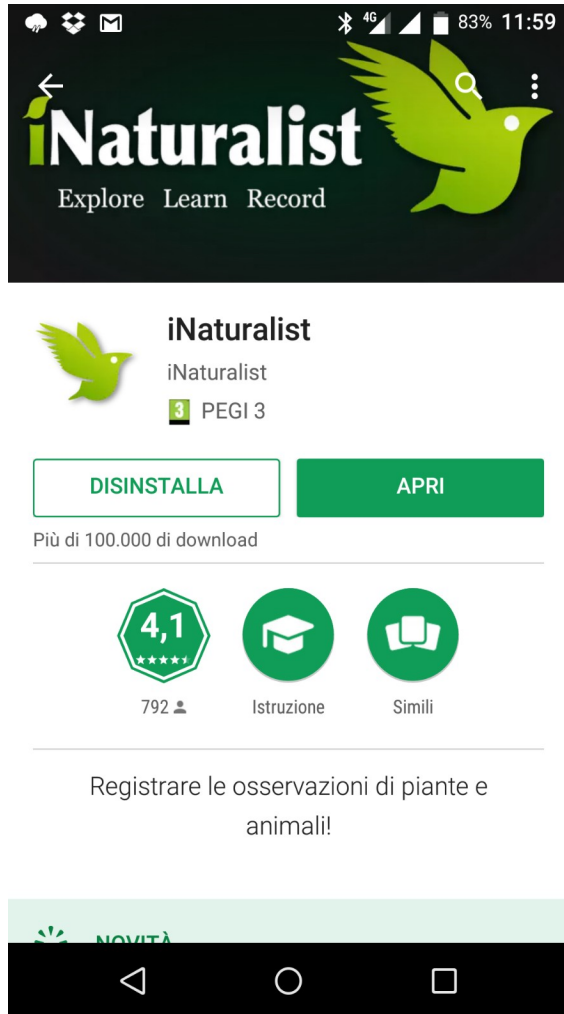 4G 83% 11:59
iNaturalist
Explore Learn Record
iNaturalist
iNaturalist
3 PEGI 3
DISINSTALLA APRI
Più di 100.000 di download
4,1
792 Istruzione Simili
Registrare le osservazioni di piante e
animali!
NOVITÀ